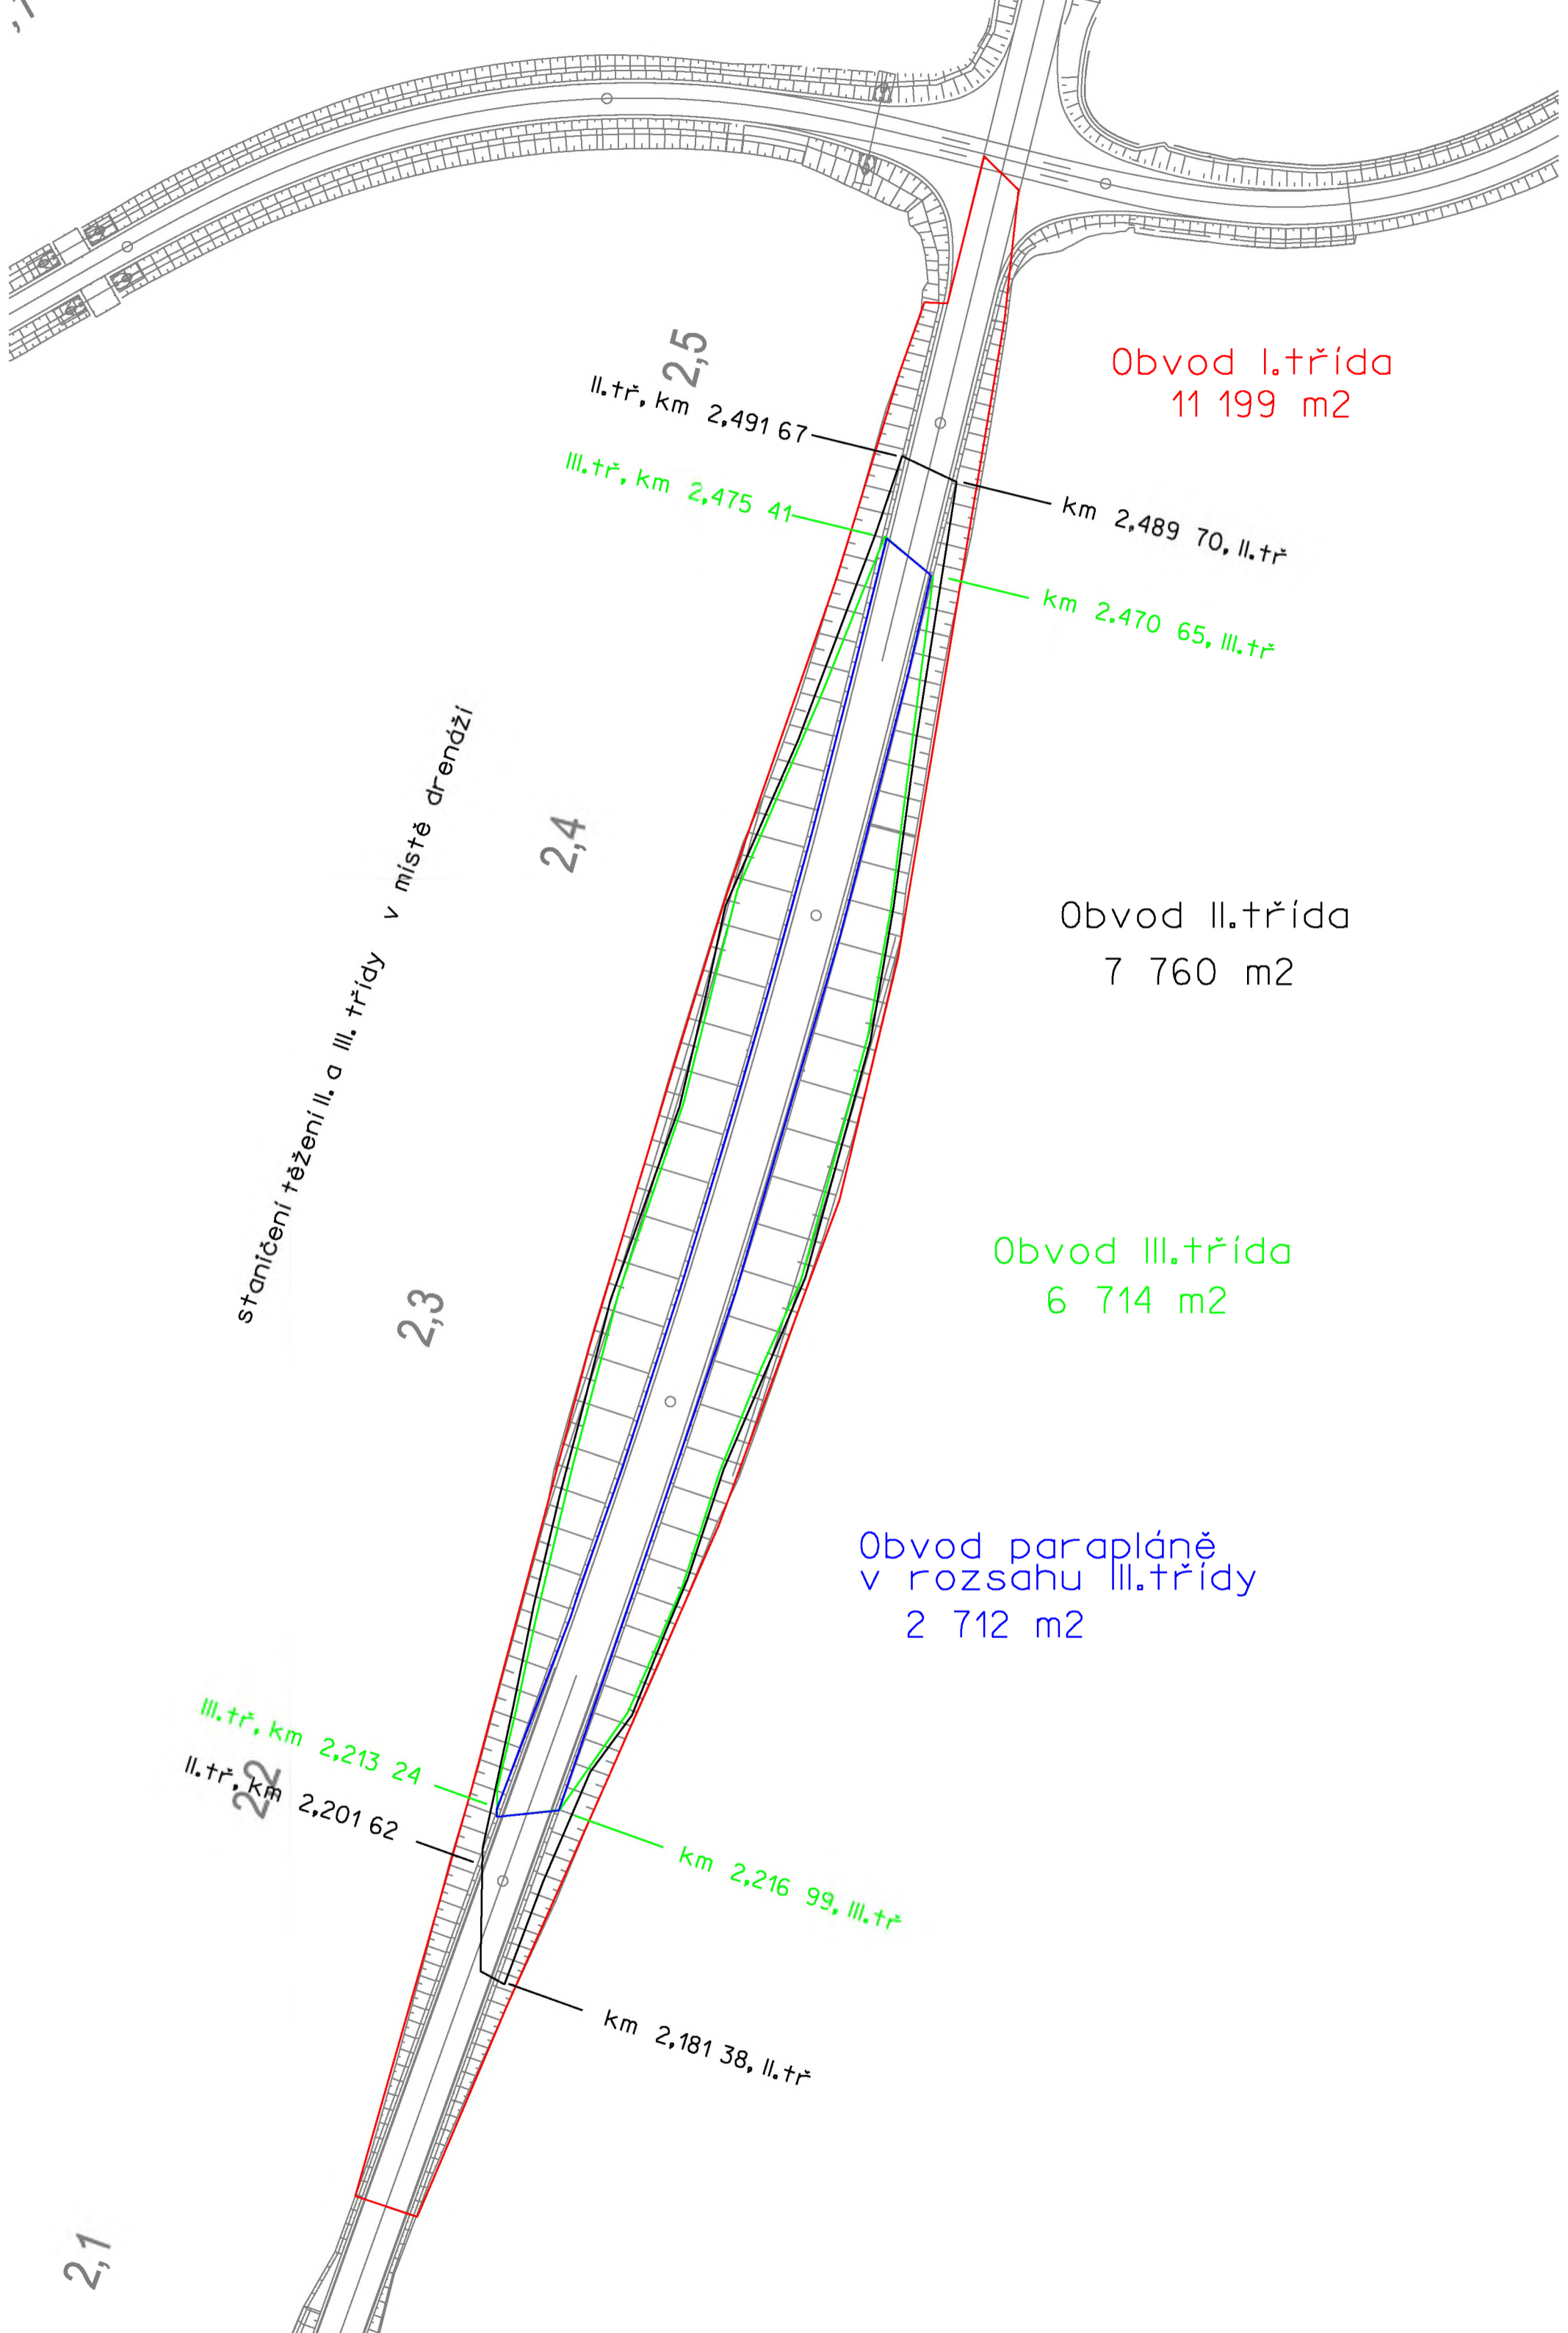 ,1
2,5
II.tř, km 2,491 67
III.tř, km 2,475 41
km 2,489 70, II.tř
km 2.470 65, III.tř
Obvod I.třída
11 199 m2
staničení těžení II. a III. třídy v místě drenáží
2,4
Obvod II.třída
7 760 m2
2,3
Obvod III.třída
6 714 m2
Obvod parapláně
v rozsahu III.třídy
2 712 m2
III.tř, km 2,213 24
II.tř, km 2,201 62
2,2
km 2,216 99, III.tř
km 2,181 38, II.tř
2,1